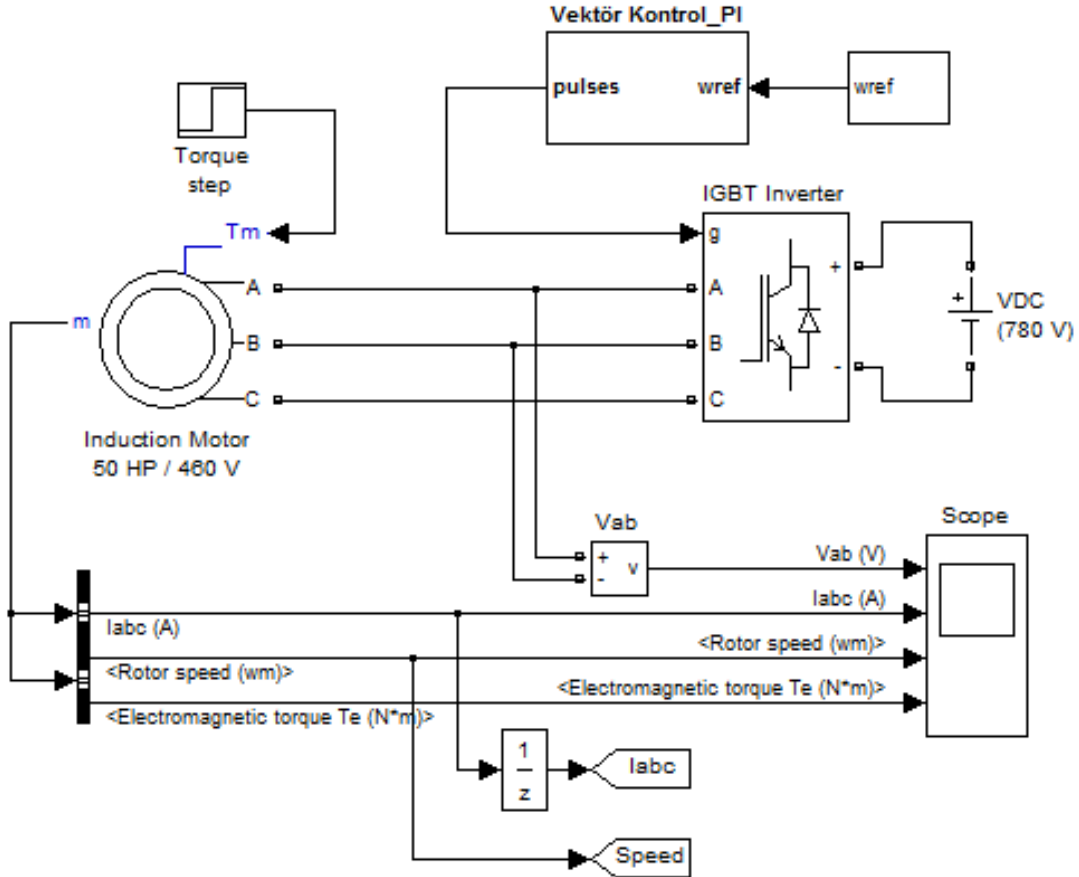 Vektör Kontrol_PI
pulses
wref
wref
Torque
step
IGBT Inverter
Tm
g
A
A
+
m
B
B
VDC
(780 V)
+
-
C
C
Induction Motor
50 HP / 460 V
Vab
Scope
+
-
v
Vab (V)
Iabc (A)
Iabc (A)
<Rotor speed (wm)>
<Rotor speed (wm)>
<Electromagnetic torque Te (N*m)>
<Electromagnetic torque Te (N*m)>
1
z
Iabc
Speed